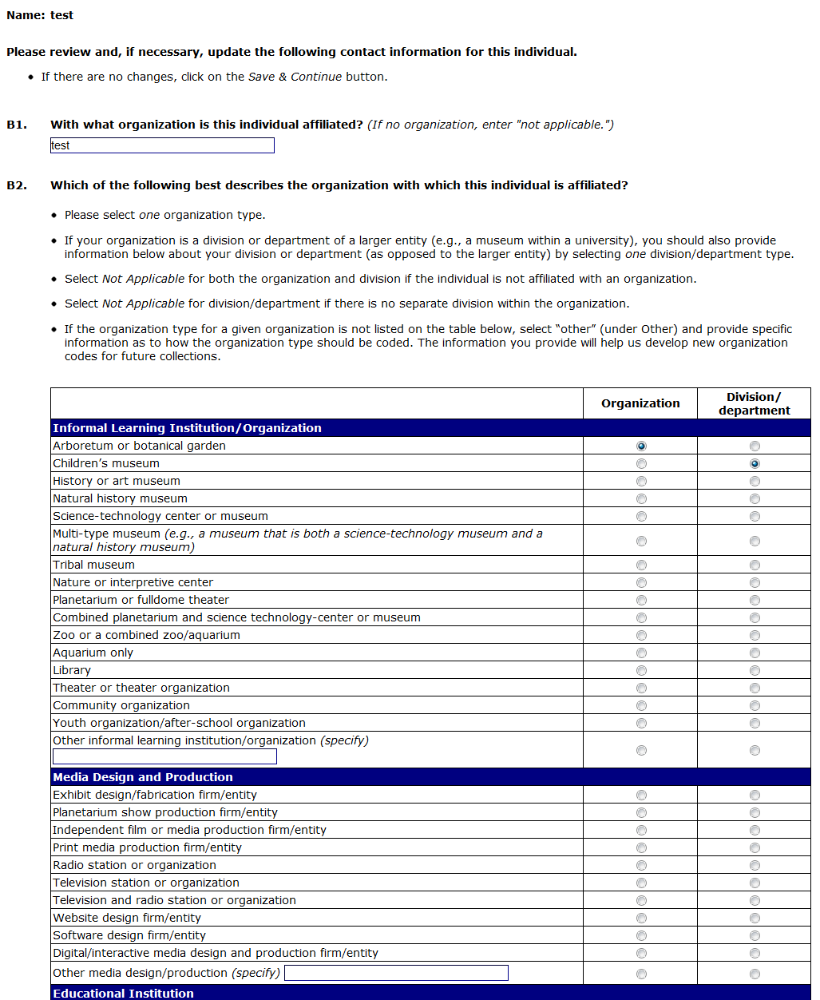 Name: test
Please review and, if necessary, update the following contact information for this individual.
• If there are no changes, click on the Save & Continue button.
B1. With what organization is this individual affiliated? (If no organization, enter "not applicable.")
test
B2. Which of the following best describes the organization with which this individual is affiliated?
• Please select one organization type.
• If your organization is a division or department of a larger entity (e.g., a museum within a university), you should also provide
information below about your division or department (as opposed to the larger entity) by selecting one division/department type.
• Select Not Applicable for both the organization and division if the individual is not affiliated with an organization.
• Select Not Applicable for division/department if there is no separate division within the organization.
• If the organization type for a given organization is not listed on the table below, select “other” (under Other) and provide specific
information as to how the organization type should be coded. The information you provide will help us develop new organization
codes for future collections.
Organization
Division/
department
Informal Learning Institution/Organization
Arboretum or botanical garden
Children’s museum
History or art museum
Natural history museum
Science-technology center or museum
Multi-type museum (e.g., a museum that is both a science-technology museum and a
natural history museum)
Tribal museum
Nature or interpretive center
Planetarium or fulldome theater
Combined planetarium and science technology-center or museum
Zoo or a combined zoo/aquarium
Aquarium only
Library
Theater or theater organization
Community organization
Youth organization/after-school organization
Other informal learning institution/organization (specify)
Media Design and Production
Exhibit design/fabrication firm/entity
Planetarium show production firm/entity
Independent film or media production firm/entity
Print media production firm/entity
Radio station or organization
Television station or organization
Television and radio station or organization
Website design firm/entity
Software design firm/entity
Digital/interactive media design and production firm/entity
Other media design/production (specify)
Educational Institution